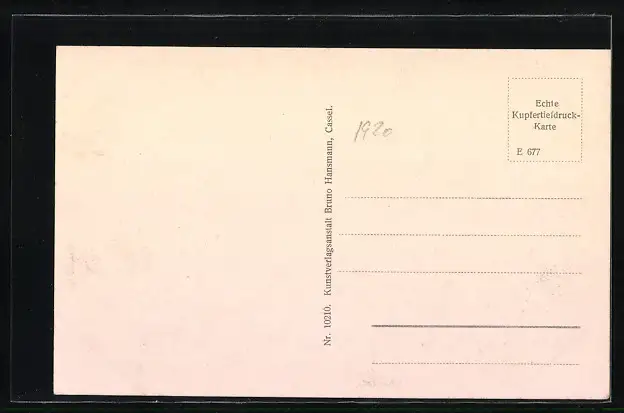 Nr. 10210. Kunstverlagsanstalt Bruno Hansmann, Cassel.
1920
Echte
Kupfertiefdruck-
Karte
E 677